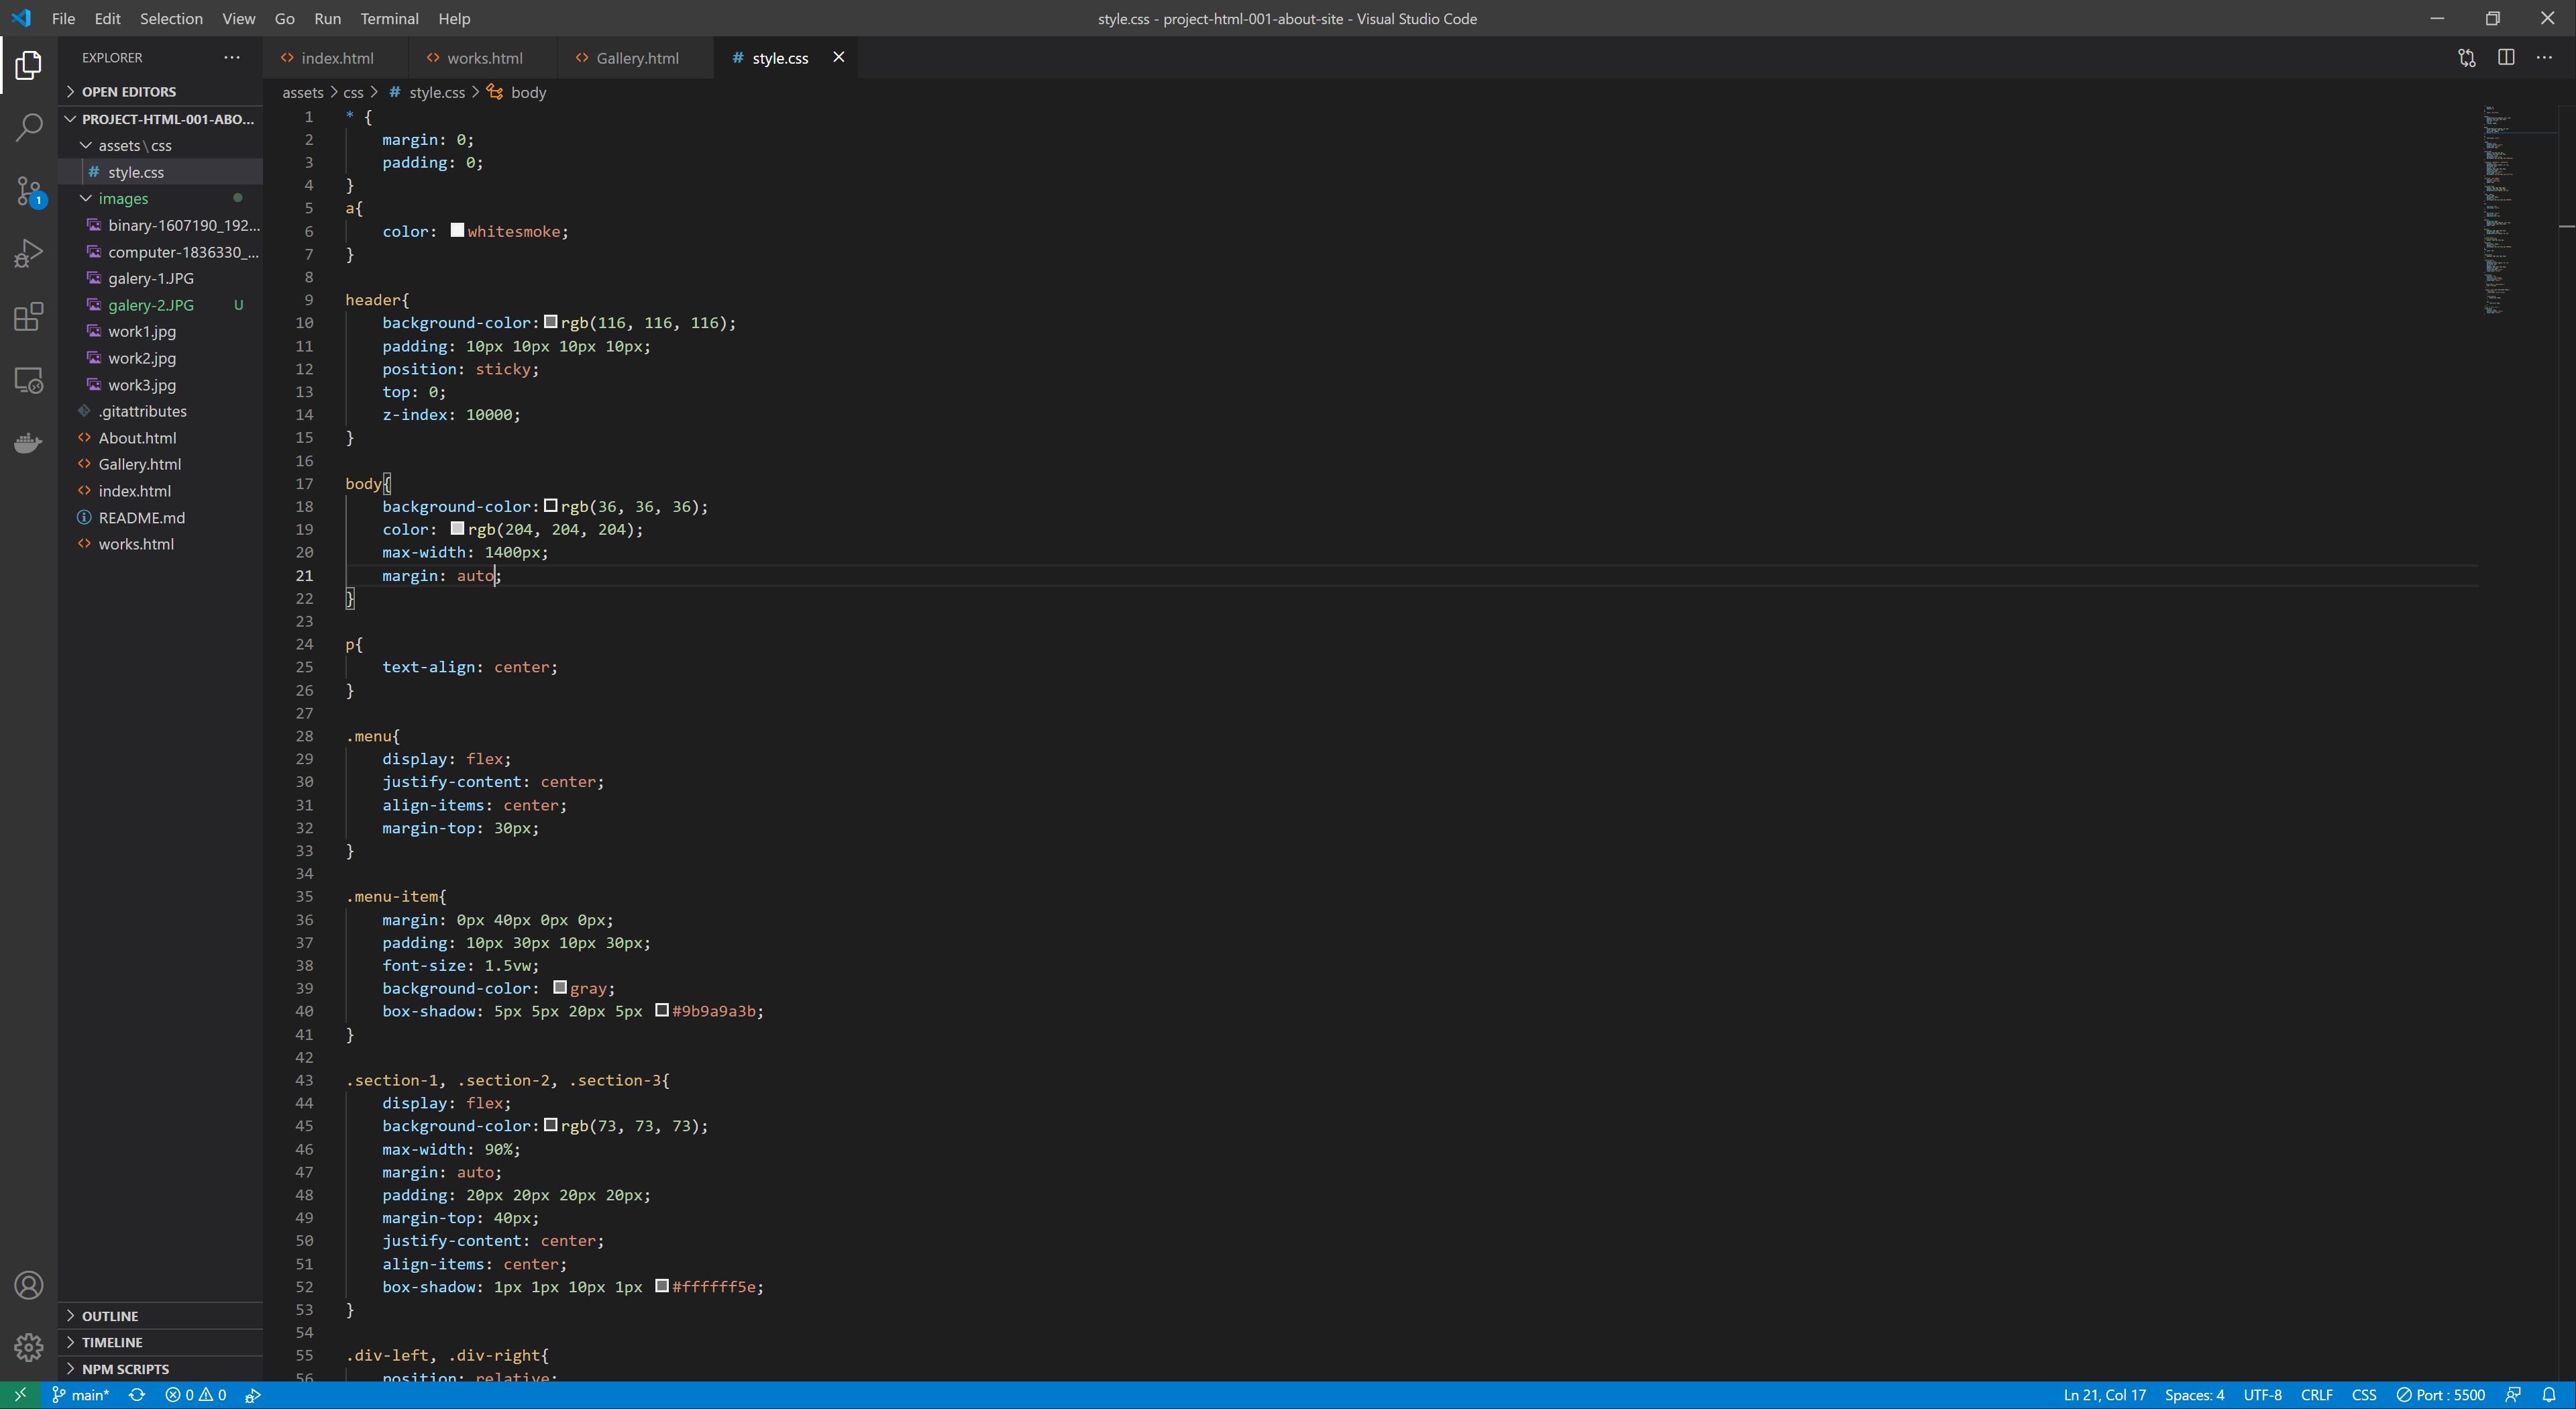 File Edit Selection View Go Run Terminal Help
style.css - project-html-001-about-site - Visual Studio Code
EXPLORER
index.html
works.html
Gallery.html
# style.css
OPEN EDITORS
PROJECT-HTML-001-ABO...
assets\css
# style.css
images
binary-1607190_192...
computer-1836330_...
galery-1.JPG
galery-2.JPG U
work1.jpg
work2.jpg
work3.jpg
.gitattributes
About.html
Gallery.html
index.html
README.md
works.html
OUTLINE
TIMELINE
NPM SCRIPTS
1
assets > css > # style.css > body
1 * {
2     margin: 0;
3     padding: 0;
4 }
5 a{
6     color: whitesmoke;
7 }
8
9 header{
10     background-color: rgb(116, 116, 116);
11     padding: 10px 10px 10px 10px;
12     position: sticky;
13     top: 0;
14     z-index: 10000;
15 }
16
17 body{
18     background-color: rgb(36, 36, 36);
19     color: rgb(204, 204, 204);
20     max-width: 1400px;
21     margin: auto;
22 }
23
24 p{
25     text-align: center;
26 }
27
28 .menu{
29     display: flex;
30     justify-content: center;
31     align-items: center;
32     margin-top: 30px;
33 }
34
35 .menu-item{
36     margin: 0px 40px 0px 0px;
37     padding: 10px 30px 10px 30px;
38     font-size: 1.5vw;
39     background-color: gray;
40     box-shadow: 5px 5px 20px 5px #9b9a9a3b;
41 }
42
43 .section-1, .section-2, .section-3{
44     display: flex;
45     background-color: rgb(73, 73, 73);
46     max-width: 90%;
47     margin: auto;
48     padding: 20px 20px 20px 20px;
49     margin-top: 40px;
50     justify-content: center;
51     align-items: center;
52     box-shadow: 1px 1px 10px 1px #ffffff5e;
53 }
54
55 .div-left, .div-right{
56     position: relative;
main* 0 0
Ln 21, Col 17 Spaces: 4 UTF-8 CRLF CSS Port : 5500